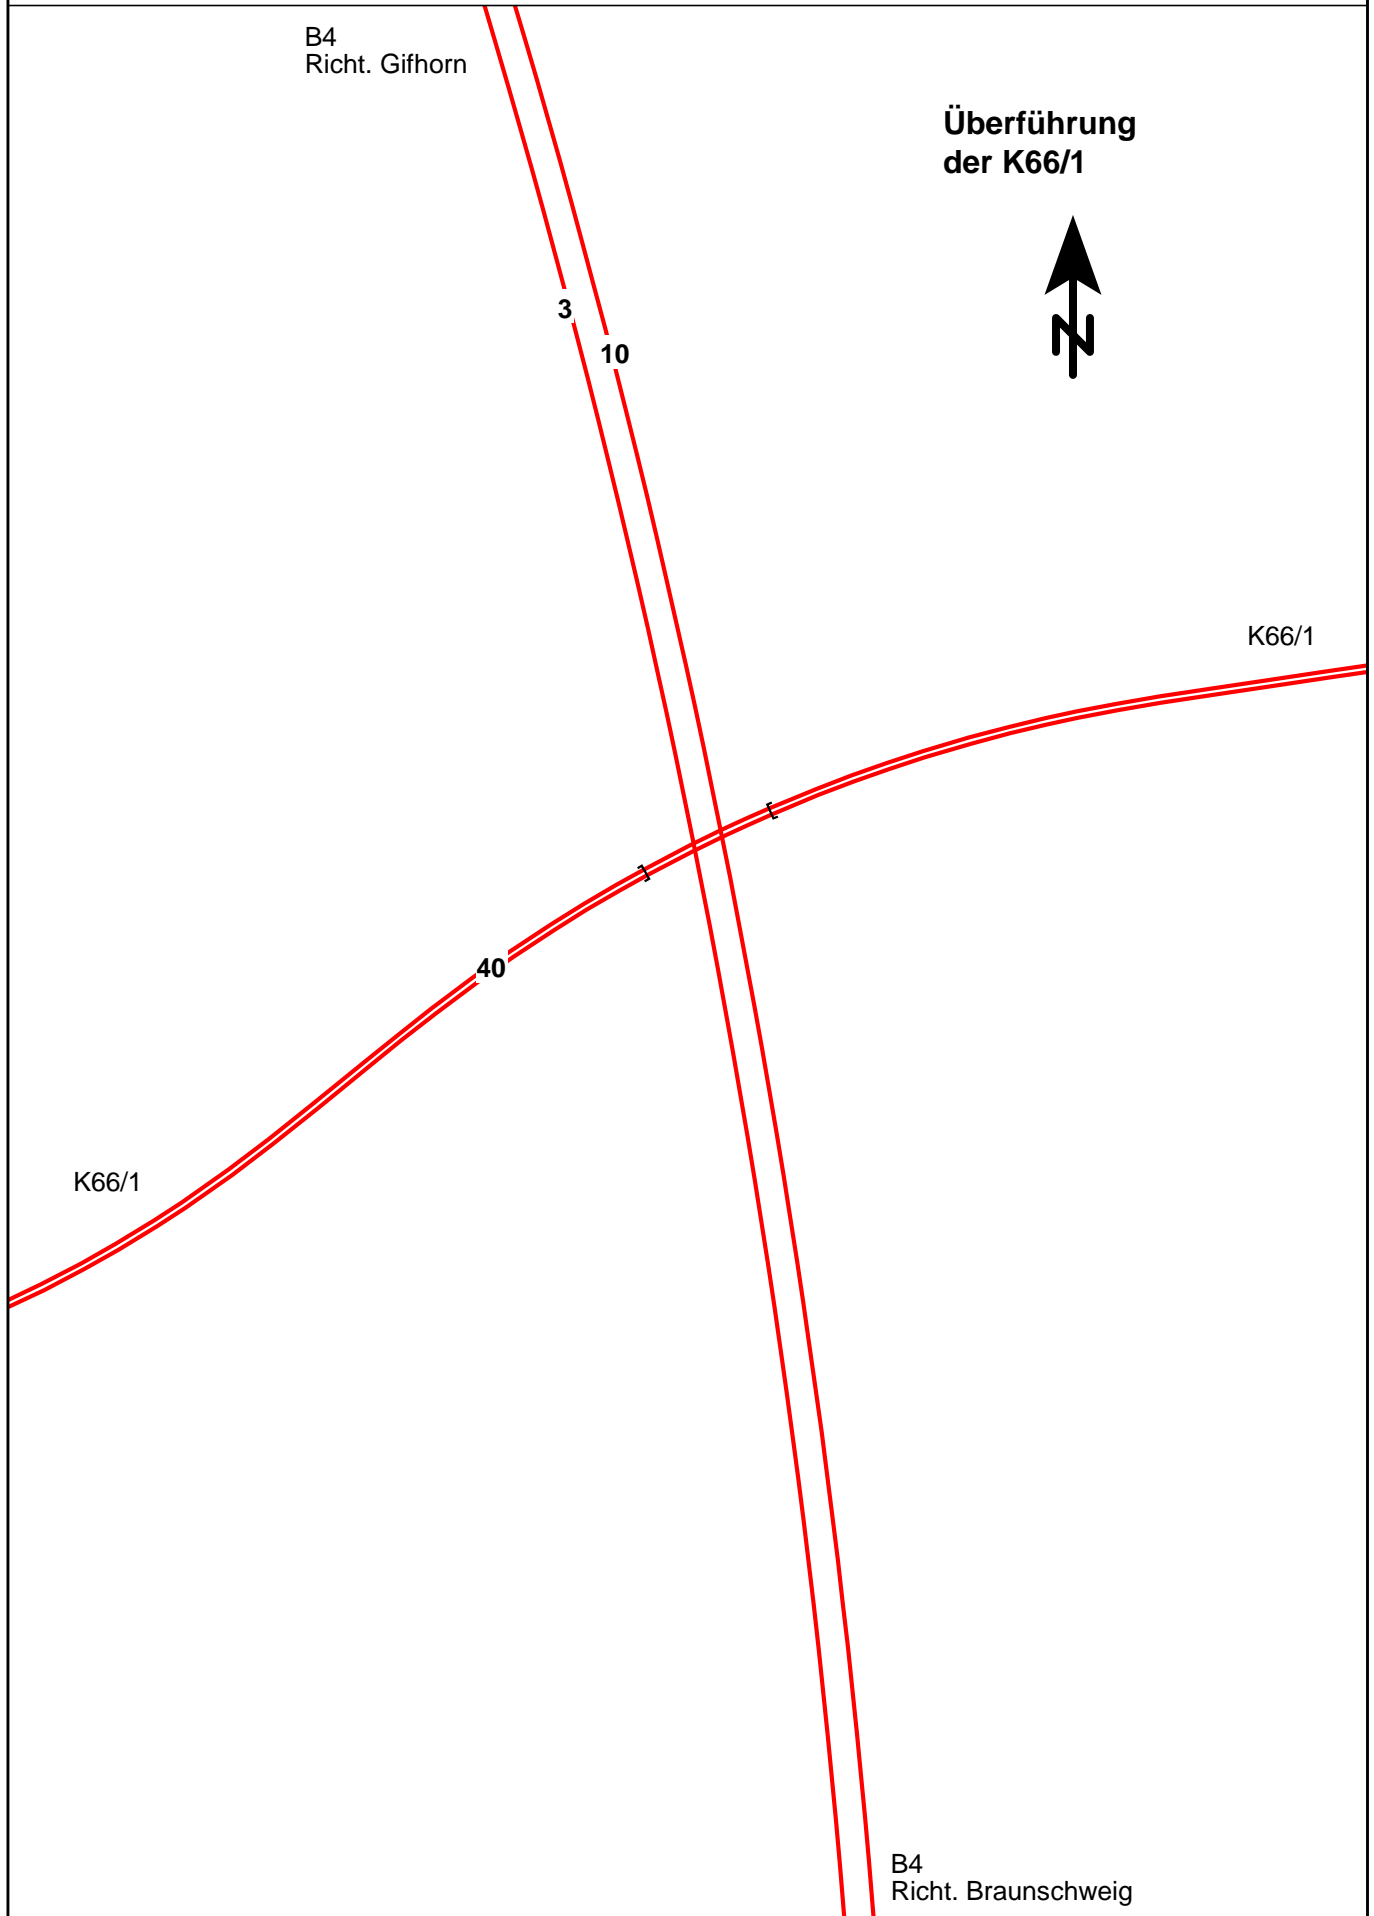 B4
Richt. Gifhorn
Überführung
der K66/1
N
3
10
K66/1
40
K66/1
B4
Richt. Braunschweig